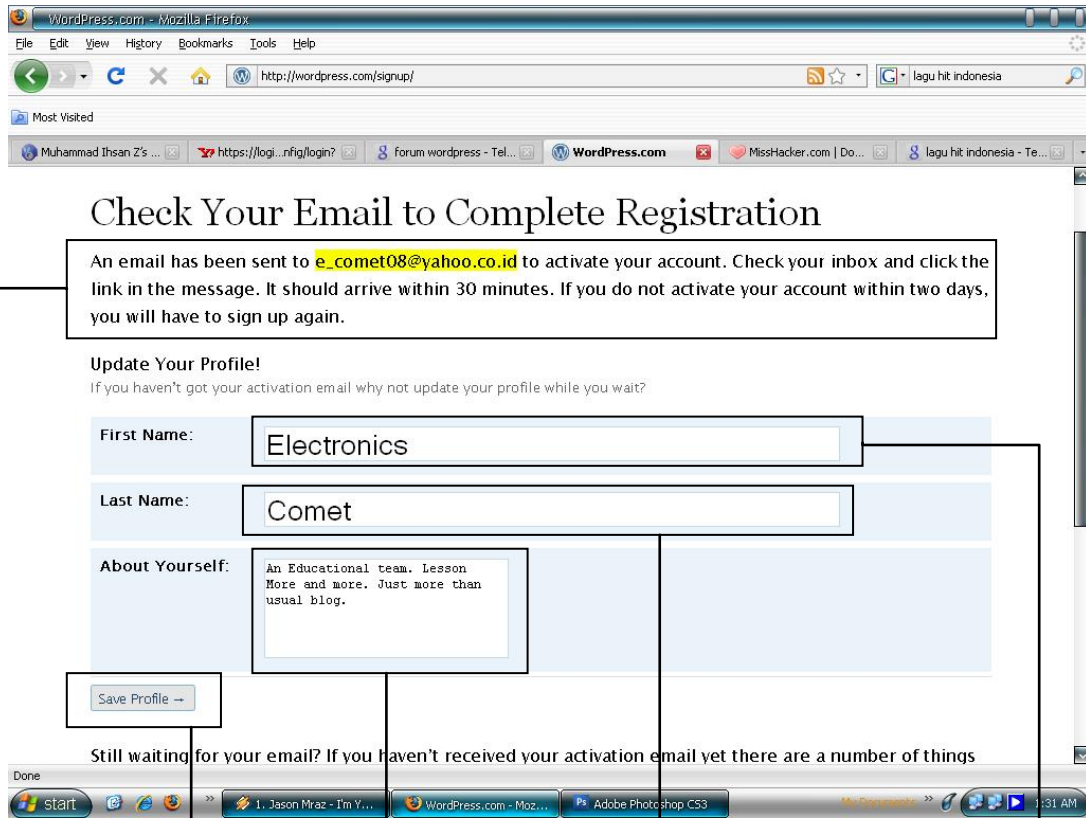 WordPress.com - Mozilla Firefox
File Edit View History Bookmarks Tools Help
http://wordpress.com/signup/ lagu hit indonesia
Most Visited
Muhammad Ihsan Z's ... https://logi...nfig/login? forum wordpress - Tel... WordPress.com MissHacker.com | Do... lagu hit indonesia - Te...
Check Your Email to Complete Registration
An email has been sent to e_comet08@yahoo.co.id to activate your account. Check your inbox and click the
link in the message. It should arrive within 30 minutes. If you do not activate your account within two days,
you will have to sign up again.
Update Your Profile!
If you haven't got your activation email why not update your profile while you wait?
First Name: Electronics
Last Name: Comet
About Yourself: An Educational team. Lesson
More and more. Just more than
usual blog.
Save Profile →
Still waiting for your email? If you haven't received your activation email yet there are a number of things
Done
start » 1. Jason Mraz - I'm Y... WordPress.com - Moz... Ps Adobe Photoshop CS3 My Documents » 1:31 AM